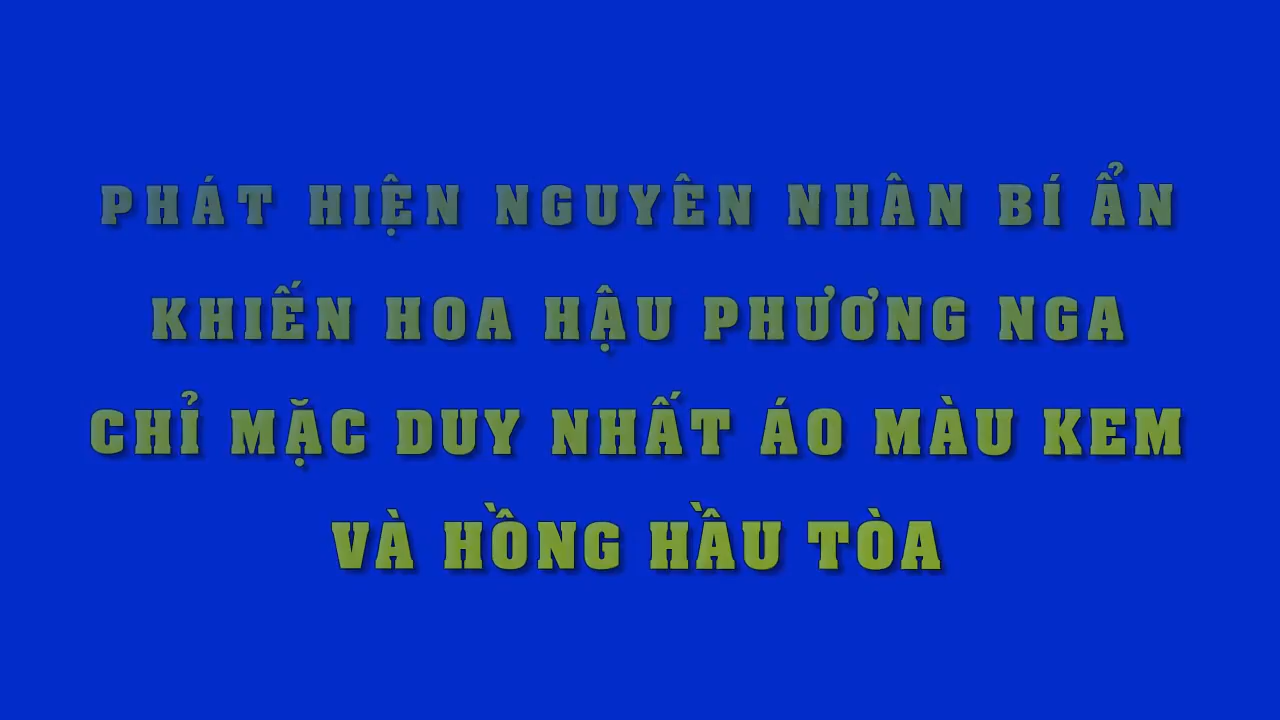 PHÁT HIỆN NGUYÊN NHÂN BÍ ẨN
KHIẾN HOA HẬU PHƯƠNG NGA
CHỈ MẶC DUY NHẤT ÁO MÀU KEM
VÀ HỒNG HẦU TÒA